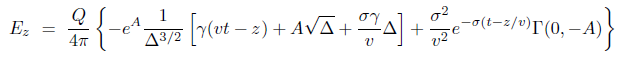 E_z = \frac{Q}{4\pi} \left\{ -e^A \frac{1}{\Delta^{3/2}} \left[ \gamma(vt - z) + A\sqrt{\Delta} + \frac{\sigma\gamma}{v}\Delta \right] + \frac{\sigma^2}{v^2} e^{-\sigma(t-z/v)} \Gamma(0, -A) \right\}